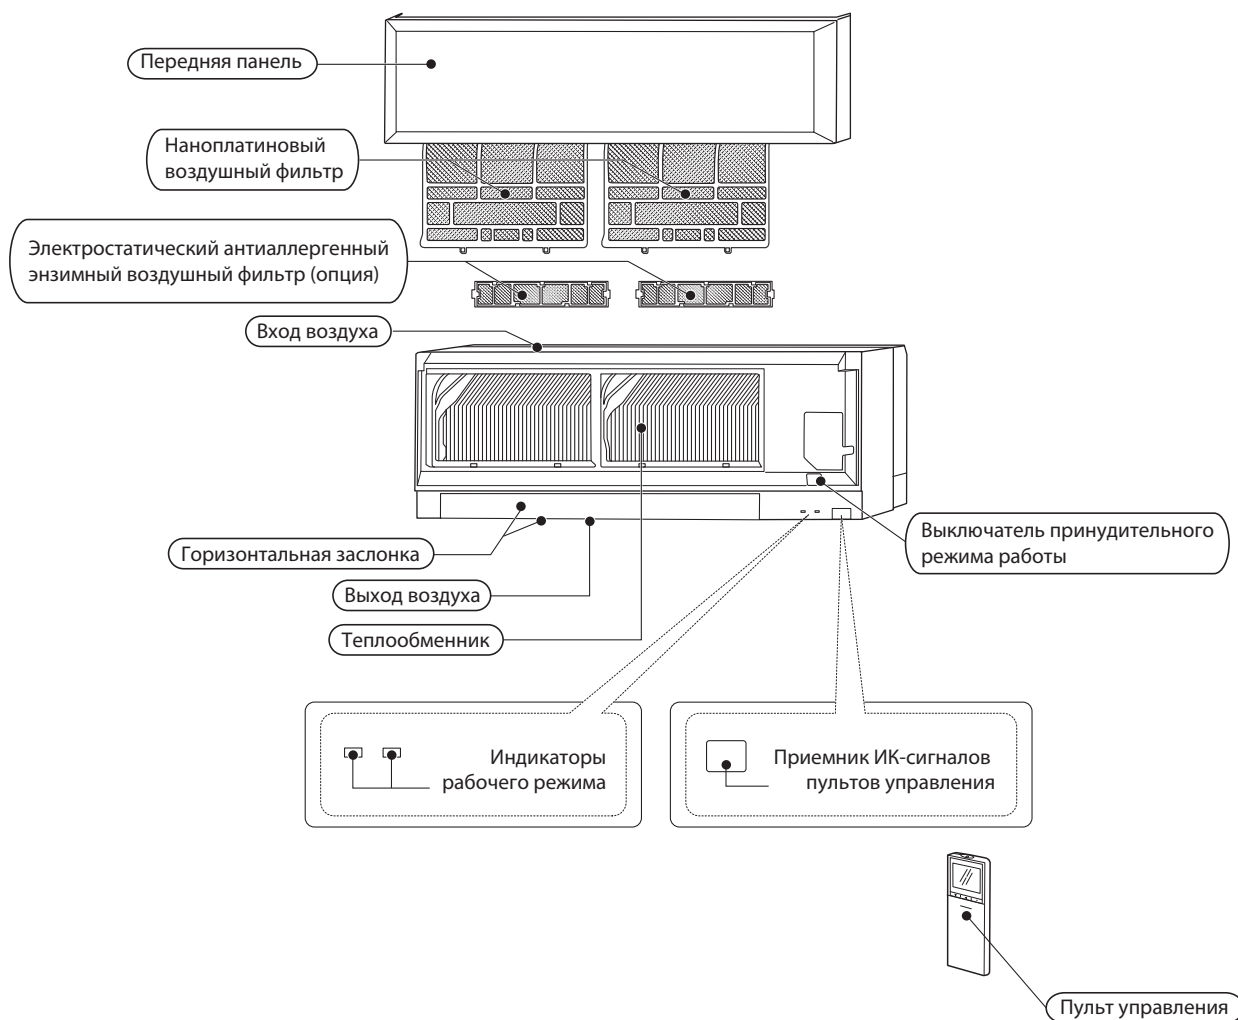 Передняя панель
Наноплатиновый
воздушный фильтр
Электростатический антиаллергенный
энзимный воздушный фильтр (опция)
Вход воздуха
Выключатель принудительного
режима работы
Горизонтальная заслонка
Выход воздуха
Теплообменник
Индикаторы
рабочего режима
Приемник ИК-сигналов
пультов управления
Пульт управления